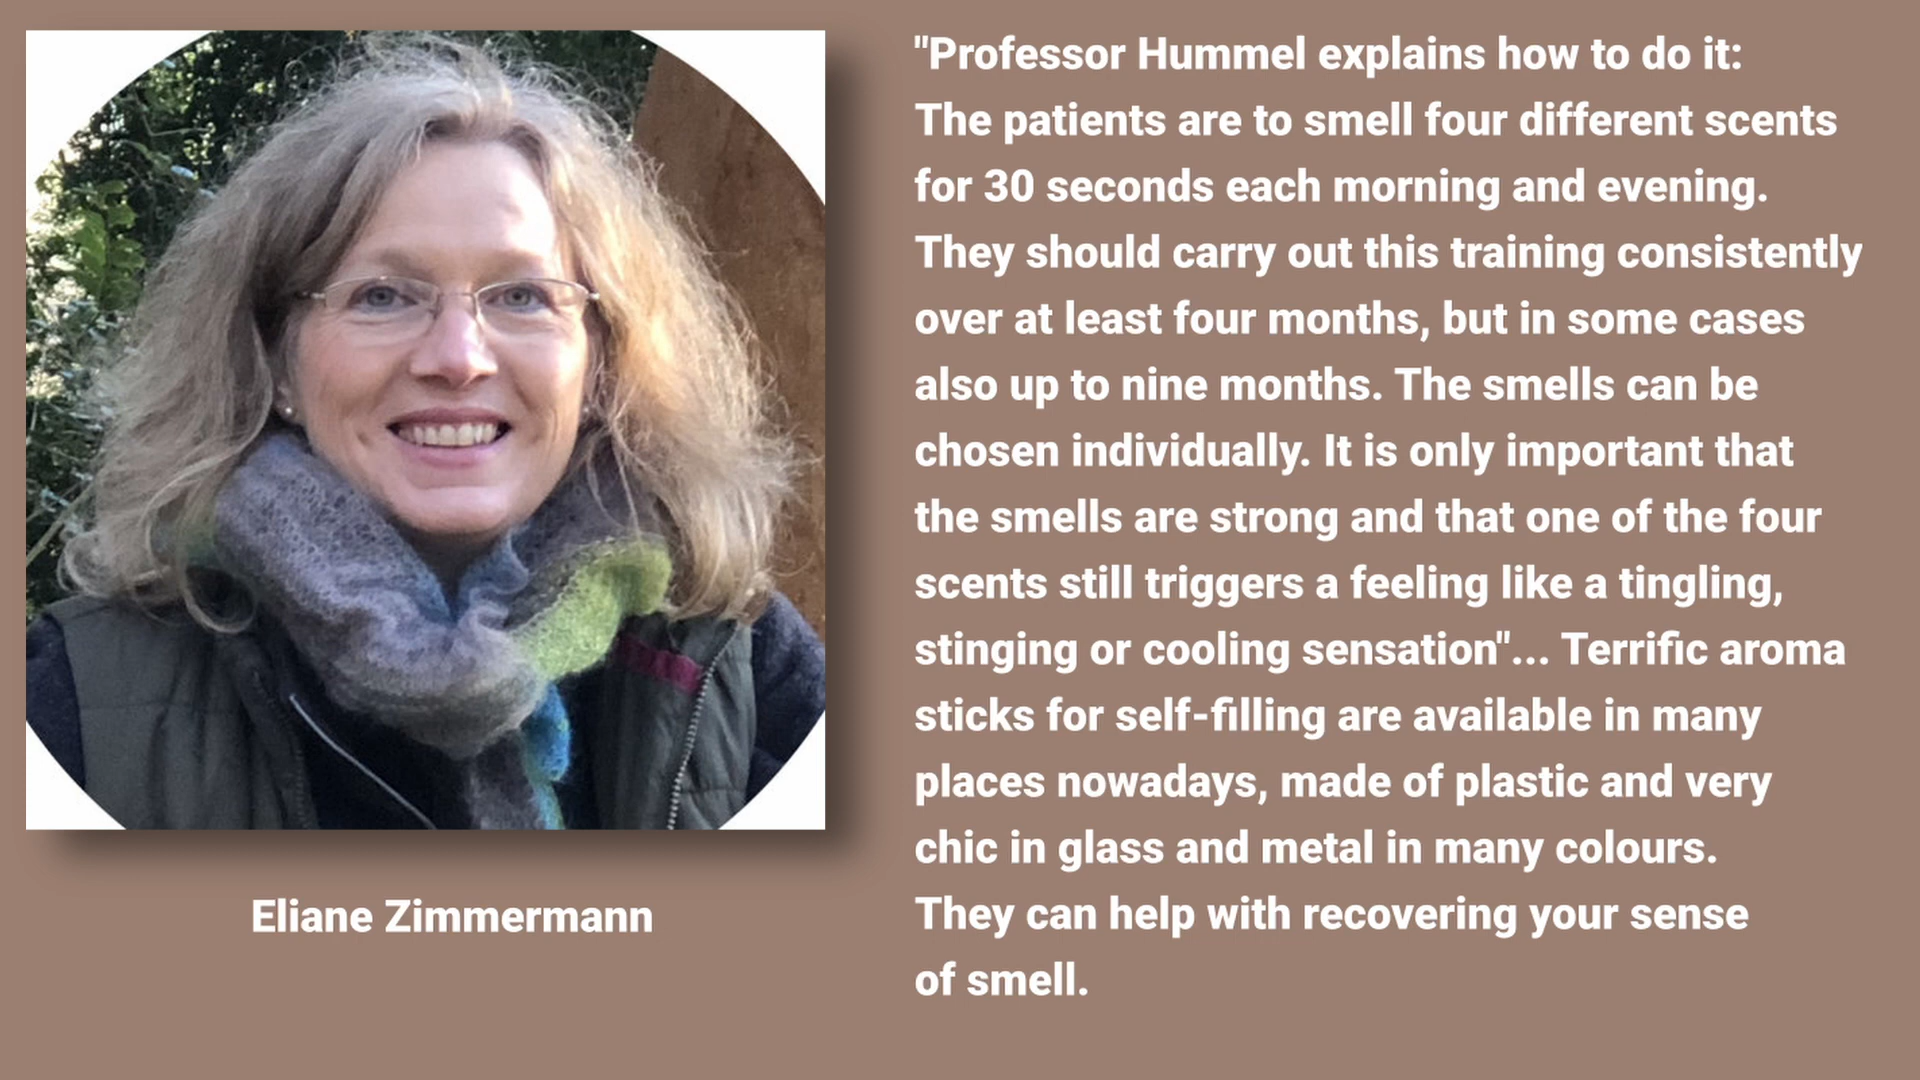 "Professor Hummel explains how to do it:
The patients are to smell four different scents
for 30 seconds each morning and evening.
They should carry out this training consistently
over at least four months, but in some cases
also up to nine months. The smells can be
chosen individually. It is only important that
the smells are strong and that one of the four
scents still triggers a feeling like a tingling,
stinging or cooling sensation"... Terrific aroma
sticks for self-filling are available in many
places nowadays, made of plastic and very
chic in glass and metal in many colours.
They can help with recovering your sense
of smell.
Eliane Zimmermann